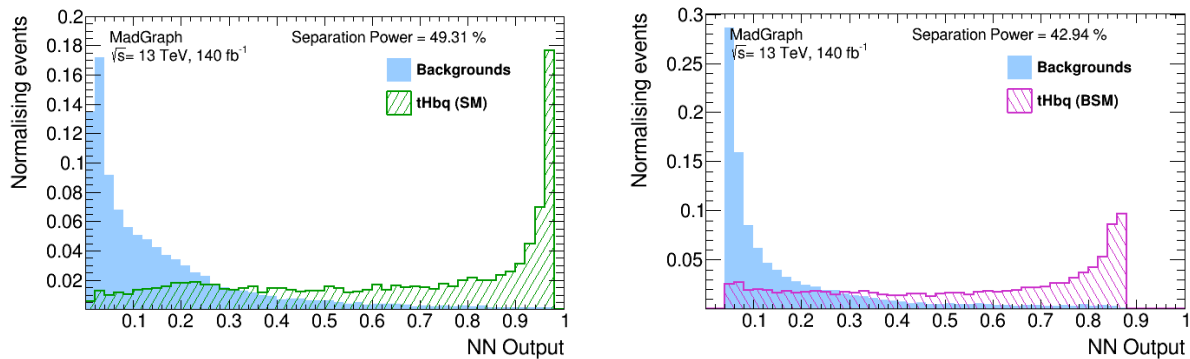 MadGraph
√s= 13 TeV, 140 fb-1
Separation Power = 49.31 %
Backgrounds
tHbq (SM)
Normalising events
0.2
0.18
0.16
0.14
0.12
0.1
0.08
0.06
0.04
0.02
0.1 0.2 0.3 0.4 0.5 0.6 0.7 0.8 0.9 1
NN Output
MadGraph
√s= 13 TeV, 140 fb-1
Separation Power = 42.94 %
Backgrounds
tHbq (BSM)
Normalising events
0.3
0.25
0.2
0.15
0.1
0.05
0.1 0.2 0.3 0.4 0.5 0.6 0.7 0.8 0.9 1
NN Output